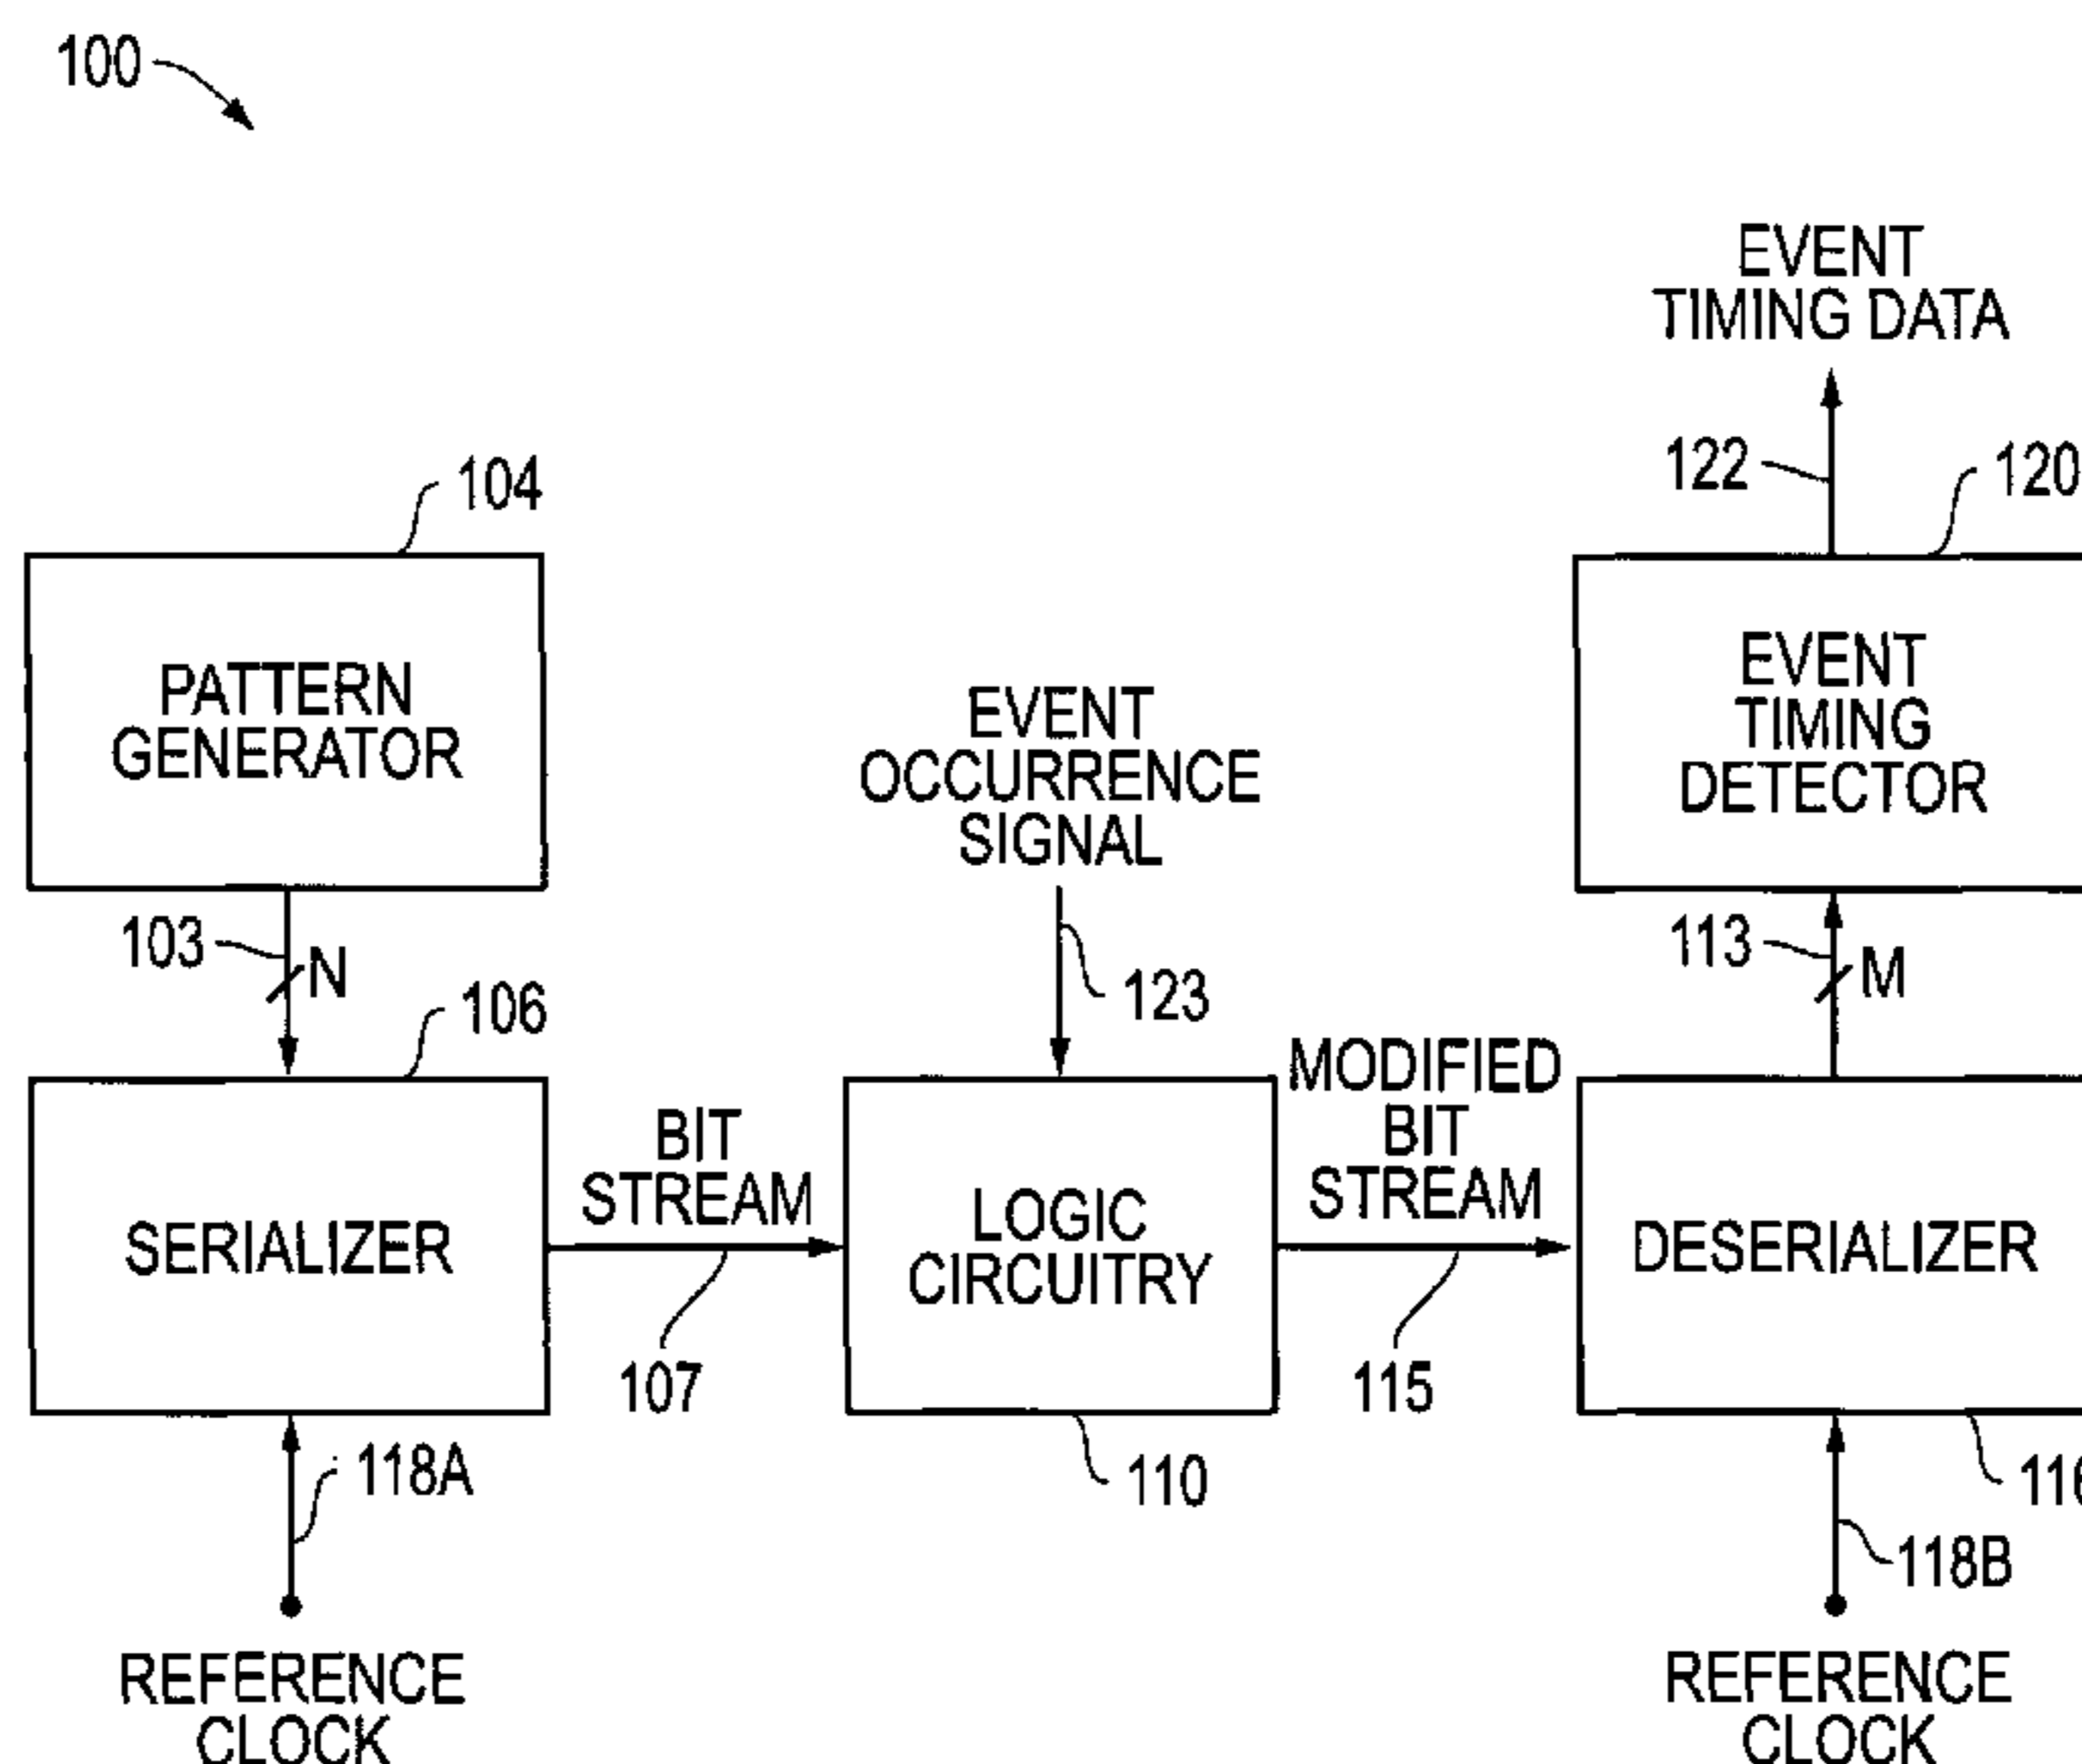 100
EVENT
TIMING DATA
122
120
104
PATTERN
GENERATOR
EVENT
TIMING
DETECTOR
EVENT
OCCURRENCE
SIGNAL
103
N
113
M
106
123
MODIFIED
BIT
STREAM
BIT
STREAM
SERIALIZER
LOGIC
CIRCUITRY
DESERIALIZER
107
115
118A
110
118B
REFERENCE
CLOCK
REFERENCE
CLOCK